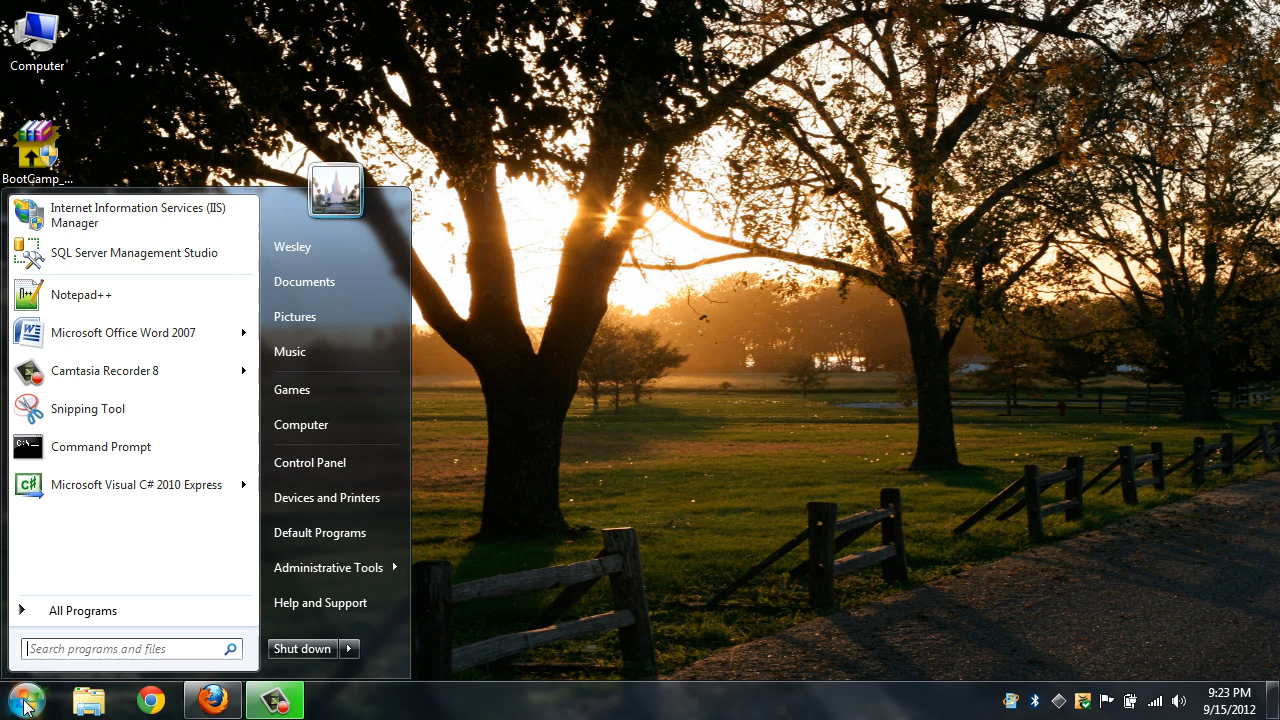 Computer
BootCamp_...
Internet Information Services (IIS)
Manager
SQL Server Management Studio
Notepad++
Microsoft Office Word 2007
Camtasia Recorder 8
Snipping Tool
Command Prompt
Microsoft Visual C# 2010 Express
All Programs
Search programs and files
Wesley
Documents
Pictures
Music
Games
Computer
Control Panel
Devices and Printers
Default Programs
Administrative Tools
Help and Support
Shut down
9:23 PM
9/15/2012